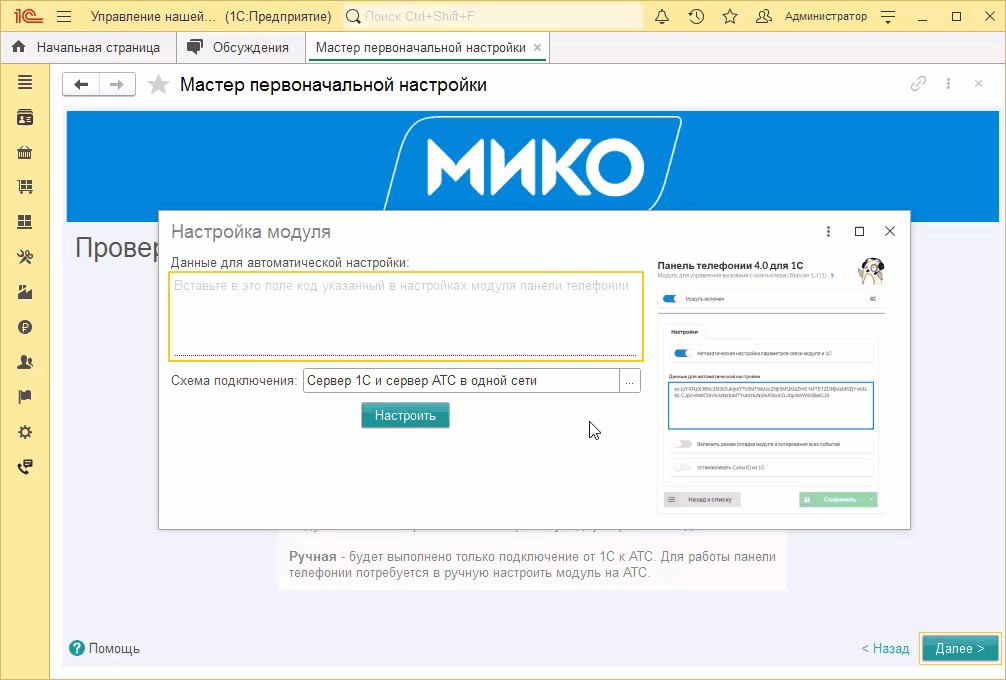 1С Управление нашей... (1С:Предприятие) Поиск Ctrl+Shift+F Администратор
Начальная страница Обсуждения Мастер первоначальной настройки
Мастер первоначальной настройки
МИКО
Провер
Настройка модуля
Данные для автоматической настройки:
Вставьте в это поле код указанный в настройках модуля панели телефонии
Схема подключения: Сервер 1С и сервер АТС в одной сети ...
Настроить
Панель телефонии 4.0 для 1С
Модуль для управления вызовами с компьютера
Модуль включен
Настройки
Автоматическая настройка параметров связи модуля и 1С
Данные для автоматической настройки
Включить режим отладки модуля и логирования всех событий
Устанавливать CallerID из 1С
Назад к списку Сохранить
Ручная - будет выполнено только подключение от 1С к АТС. Для работы панели
телефонии потребуется в ручную настроить модуль на АТС.
? Помощь < Назад Далее >